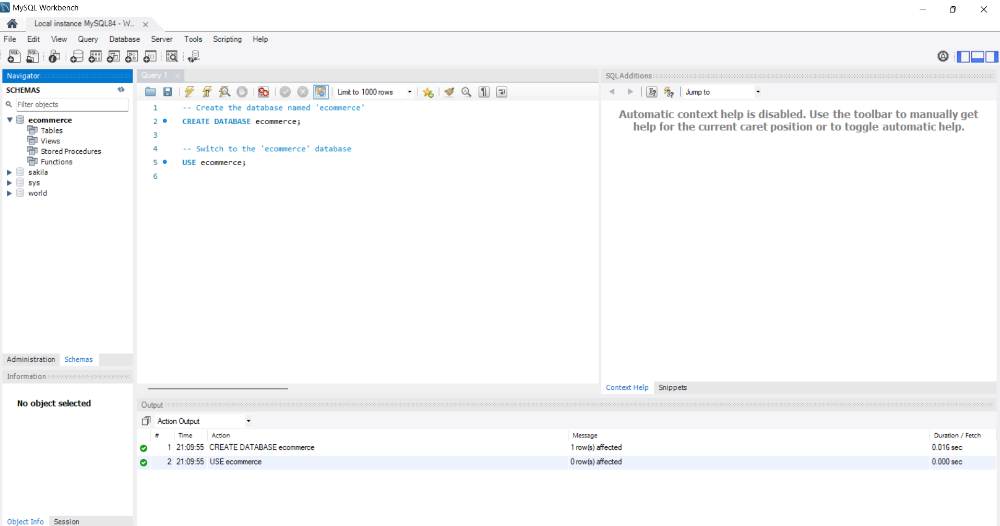 MySQL Workbench
Local instance MySQL84 - W...
File Edit View Query Database Server Tools Scripting Help
Navigator
SCHEMAS
Filter objects
ecommerce
Tables
Views
Stored Procedures
Functions
sakila
sys
world
Administration Schemas
Information
No object selected
Object Info Session
Query 1
Limit to 1000 rows
1 -- Create the database named 'ecommerce'
2 CREATE DATABASE ecommerce;
3
4 -- Switch to the 'ecommerce' database
5 USE ecommerce;
6
SQLAdditions
Jump to
Automatic context help is disabled. Use the toolbar to manually get
help for the current caret position or to toggle automatic help.
Context Help Snippets
Output
Action Output
# Time Action Message Duration / Fetch
1 21:09:55 CREATE DATABASE ecommerce 1 row(s) affected 0.016 sec
2 21:09:55 USE ecommerce 0 row(s) affected 0.000 sec